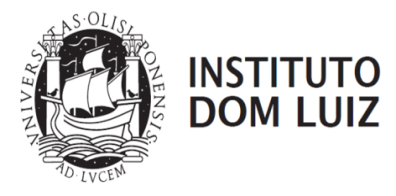 VNIVERSITAS·OLISIPONENSIS
AD·LVCEM
INSTITUTO
DOM LUIZ